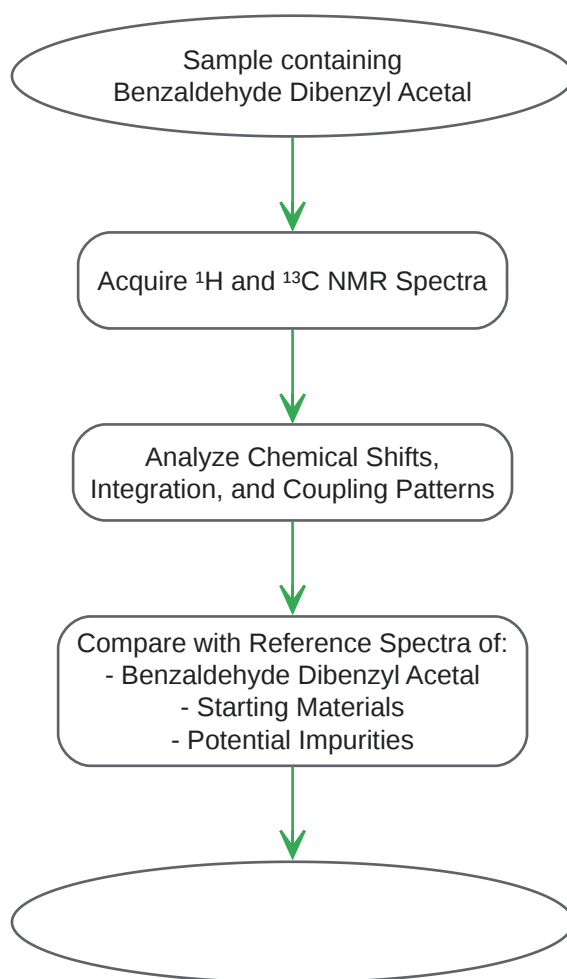 Sample containing
Benzaldehyde Dibenzyl Acetal
Acquire ¹H and ¹³C NMR Spectra
Analyze Chemical Shifts,
Integration, and Coupling Patterns
Compare with Reference Spectra of:
- Benzaldehyde Dibenzyl Acetal
- Starting Materials
- Potential Impurities